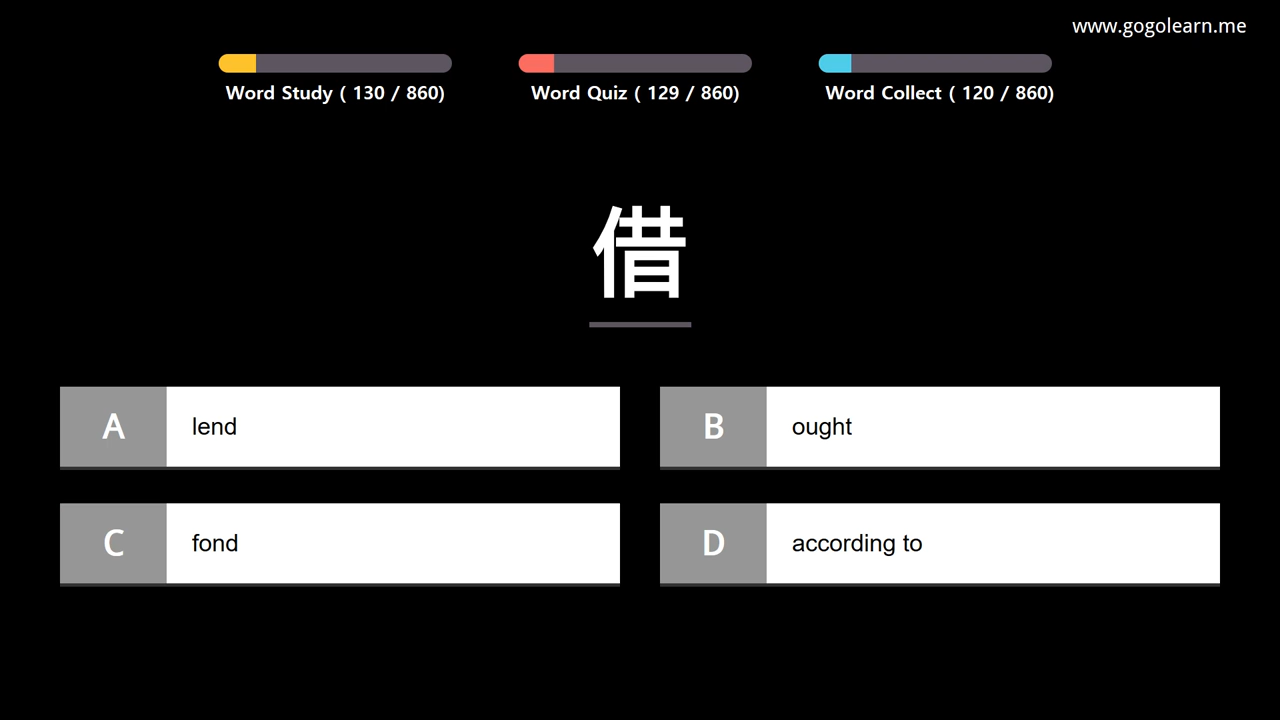 www.gogolearn.me
Word Study ( 130 / 860)
Word Quiz ( 129 / 860)
Word Collect ( 120 / 860)
借
A lend
B ought
C fond
D according to